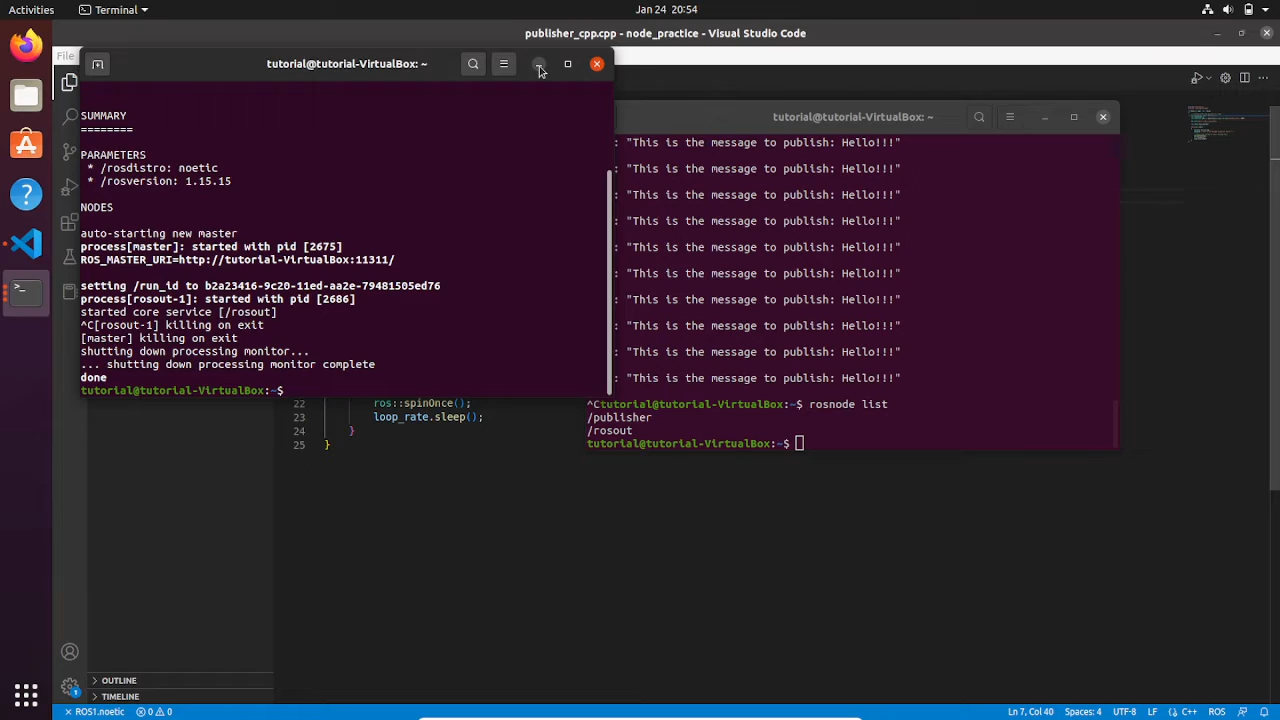 Activities
Terminal
Jan 24 20:54
publisher_cpp.cpp - node_practice - Visual Studio Code
File
tutorial@tutorial-VirtualBox: ~
SUMMARY
========
PARAMETERS
* /rosdistro: noetic
* /rosversion: 1.15.15
NODES
auto-starting new master
process[master]: started with pid [2675]
ROS_MASTER_URI=http://tutorial-VirtualBox:11311/
setting /run_id to b2a23416-9c20-11ed-aa2e-79481505ed76
process[rosout-1]: started with pid [2686]
started core service [/rosout]
^C[rosout-1] killing on exit
[master] killing on exit
shutting down processing monitor...
... shutting down processing monitor complete
done
tutorial@tutorial-VirtualBox:~$
tutorial@tutorial-VirtualBox: ~
: "This is the message to publish: Hello!!!"
: "This is the message to publish: Hello!!!"
: "This is the message to publish: Hello!!!"
: "This is the message to publish: Hello!!!"
: "This is the message to publish: Hello!!!"
: "This is the message to publish: Hello!!!"
: "This is the message to publish: Hello!!!"
: "This is the message to publish: Hello!!!"
: "This is the message to publish: Hello!!!"
: "This is the message to publish: Hello!!!"
^Ctutorial@tutorial-VirtualBox:~$ rosnode list
/publisher
/rosout
tutorial@tutorial-VirtualBox:~$
22 ros::spinOnce();
23 loop_rate.sleep();
24 }
25 }
OUTLINE
TIMELINE
1
ROS1.noetic 0 0
Ln 7, Col 40 Spaces: 4 UTF-8 LF {} C++ ROS